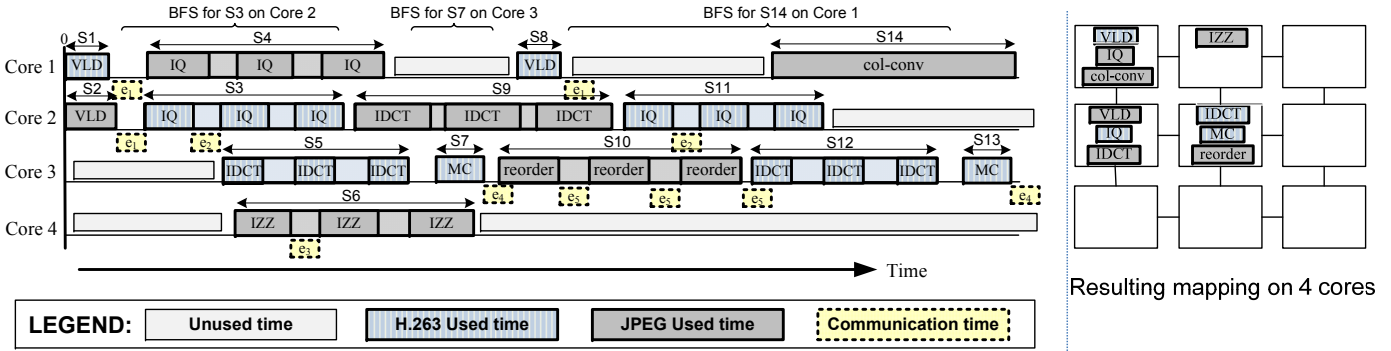 BFS for S3 on Core 2 BFS for S7 on Core 3 BFS for S14 on Core 1
0 S1 S4 S8 S14
Core 1 VLD IQ IQ IQ VLD col-conv
S2 e1 S3 S9 e1 S11
Core 2 VLD IQ IQ IQ IDCT IDCT IDCT IQ IQ IQ
e1 e2 S5 S7 S10 e2 S12 S13
Core 3 IDCT IDCT IDCT MC reorder reorder reorder IDCT IDCT IDCT MC
S6 e4 e5 e5 e5 e4
Core 4 IZZ IZZ IZZ
e3
Time
LEGEND: Unused time H.263 Used time JPEG Used time Communication time
VLD IZZ
IQ
col-conv
VLD IDCT
IQ MC
IDCT reorder
Resulting mapping on 4 cores